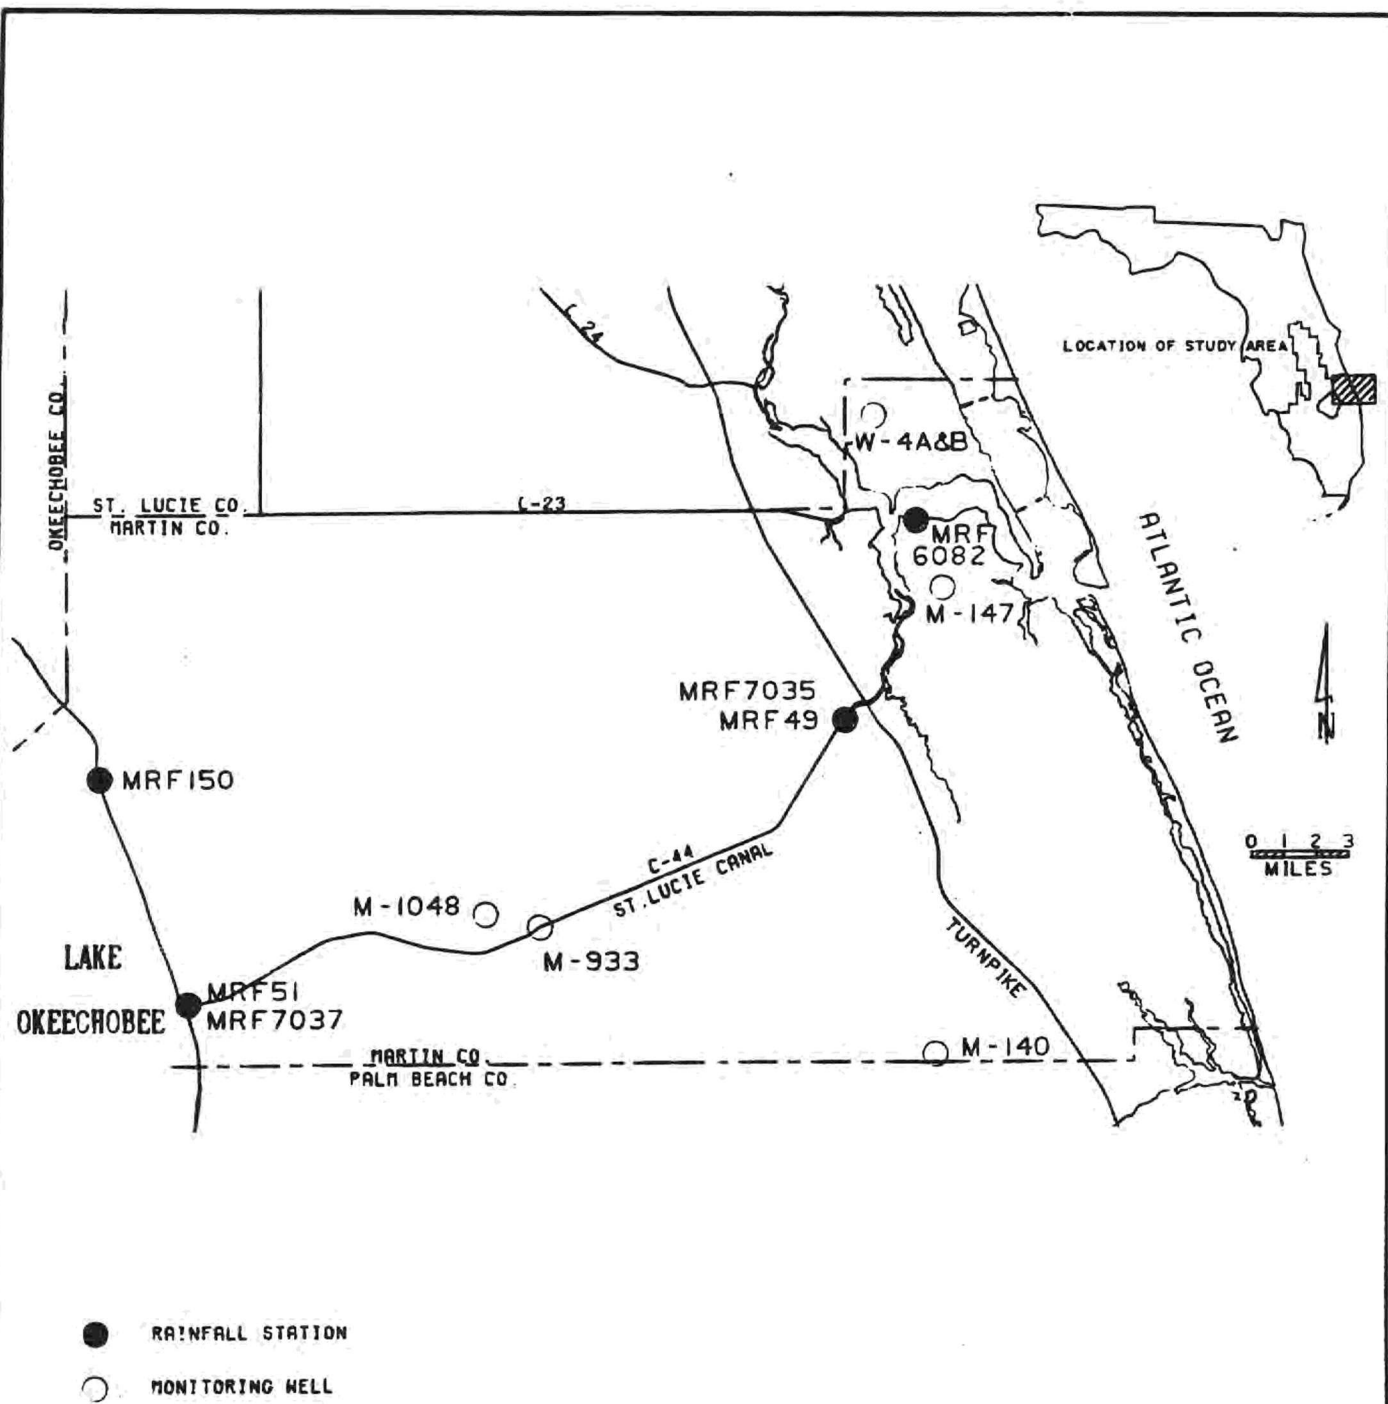 LOCATION OF STUDY AREA
C-24
OKEECHOBEE CO.
W-4A&B
ST. LUCIE CO.
MARTIN CO.
C-23
MRF
6082
M-147
ATLANTIC OCEAN
N
MRF7035
MRF49
MRF150
0 1 2 3
MILES
C-44
ST. LUCIE CANAL
M-1048
M-933
TURNPIKE
LAKE
OKEECHOBEE
MRF51
MRF7037
M-140
MARTIN CO.
PALM BEACH CO.
RAINFALL STATION
MONITORING WELL